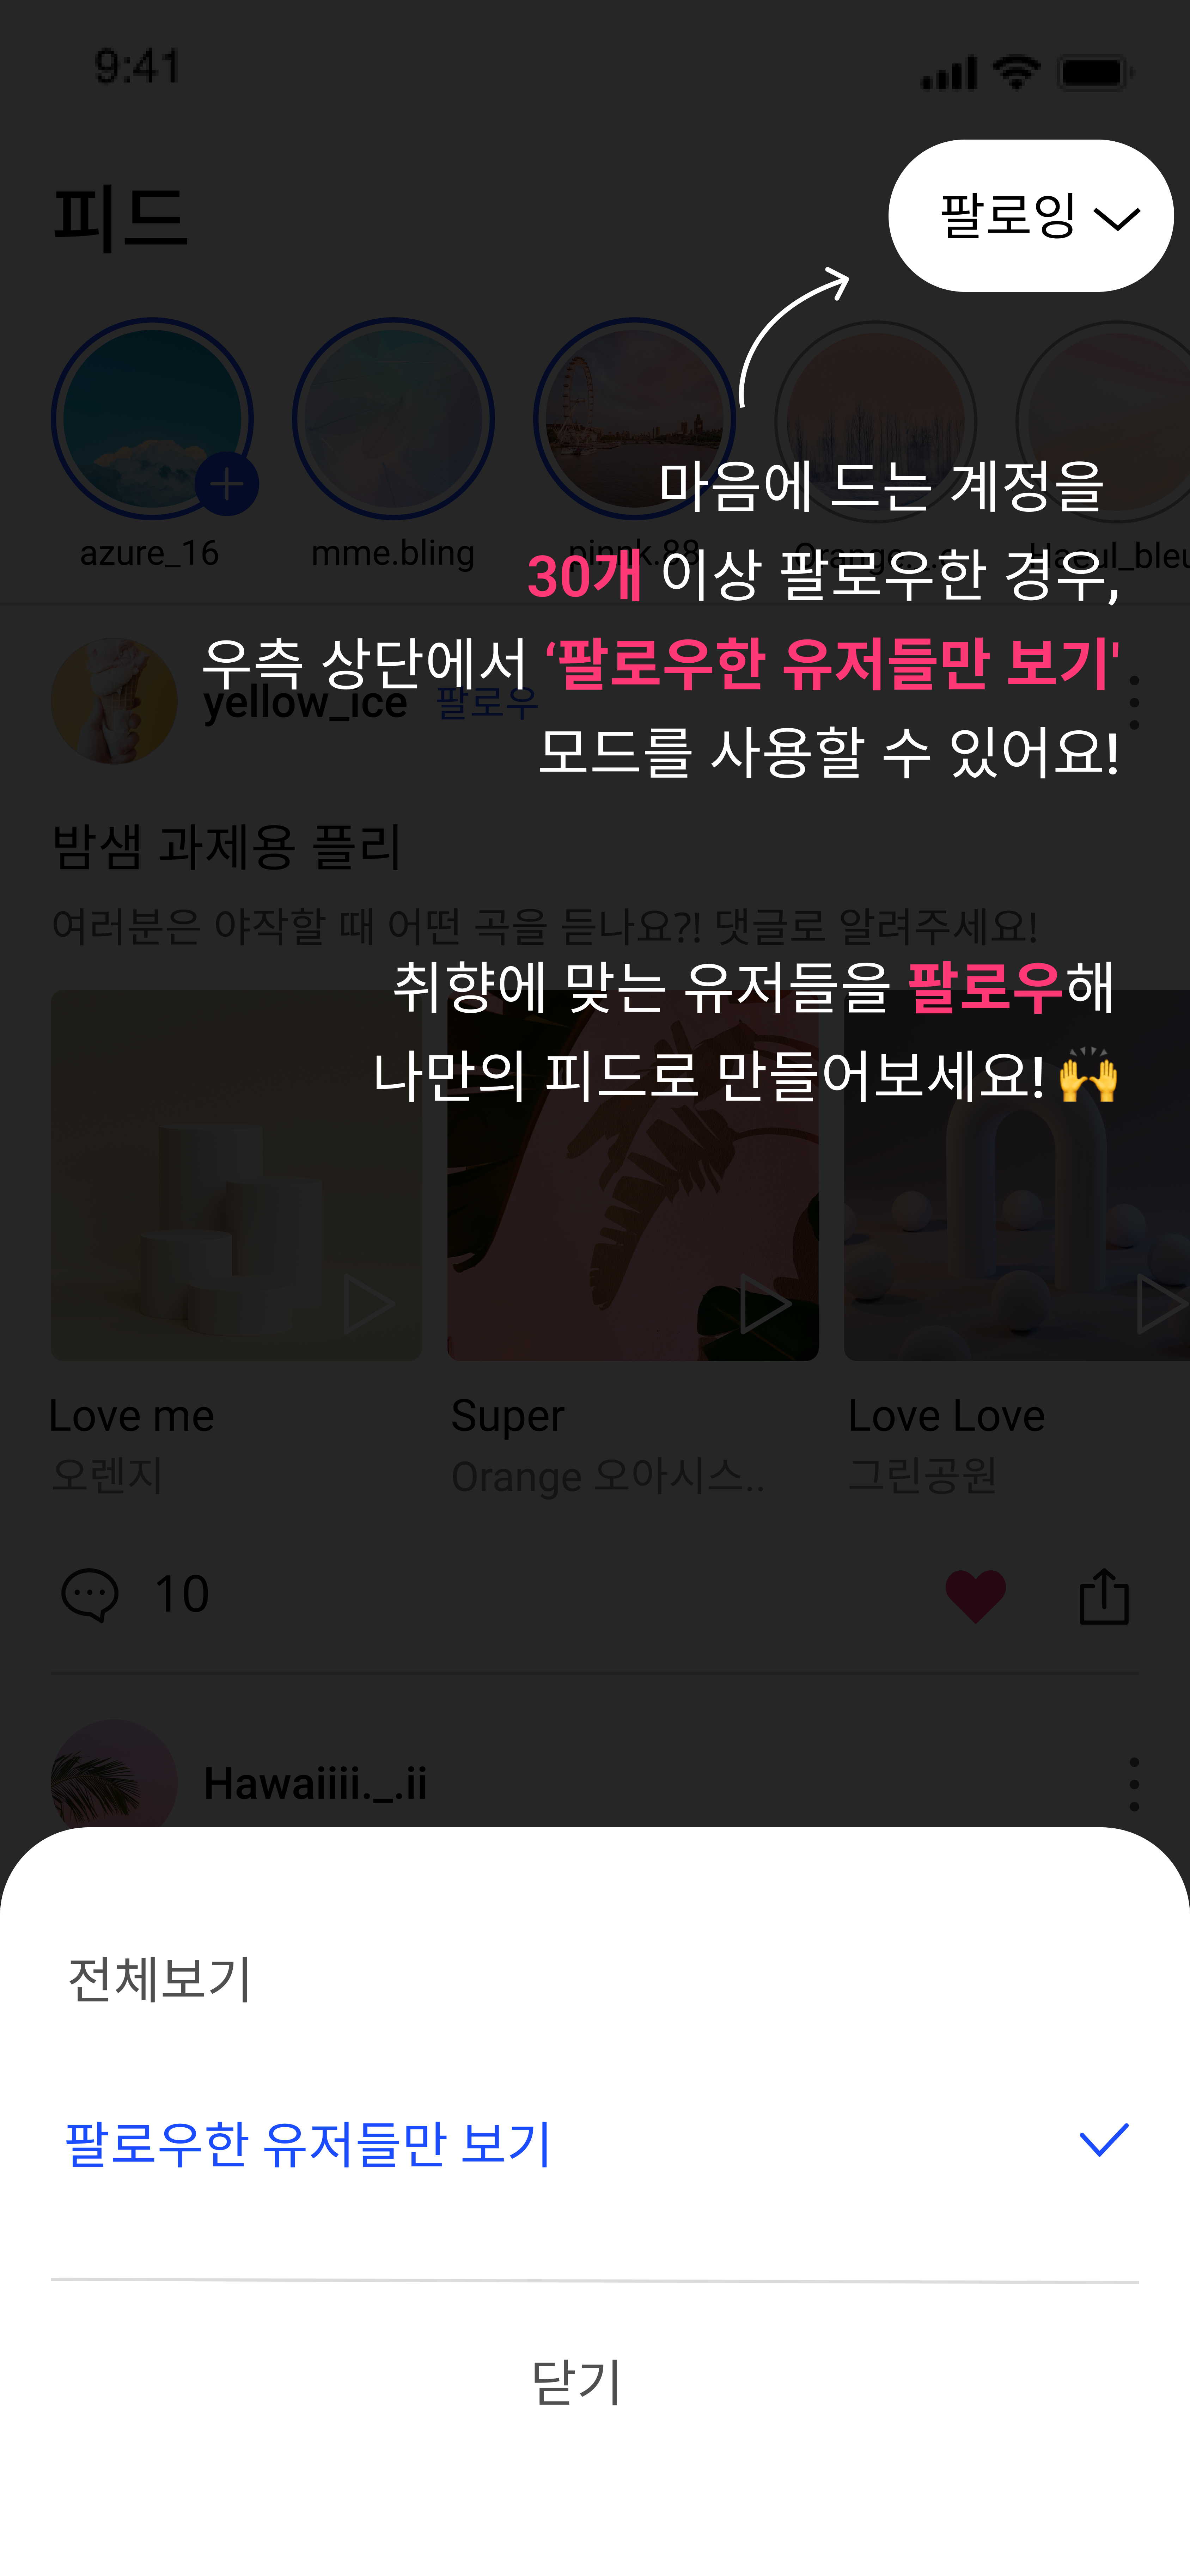 9:41
피드
팔로잉
azure_16
mme.bling
pinnk.88
마음에 드는 계정을
30개 이상 팔로우한 경우,
우측 상단에서 ‘팔로우한 유저들만 보기'
모드를 사용할 수 있어요!
yellow_ice 팔로우
밤샘 과제용 플리
여러분은 야작할 때 어떤 곡을 듣나요?! 댓글로 알려주세요!
취향에 맞는 유저들을 팔로우해
나만의 피드로 만들어보세요! 🙌
Love me
오렌지
Super
Orange 오아시스..
Love Love
그린공원
10
Hawaiiii._.ii
전체보기
팔로우한 유저들만 보기
닫기